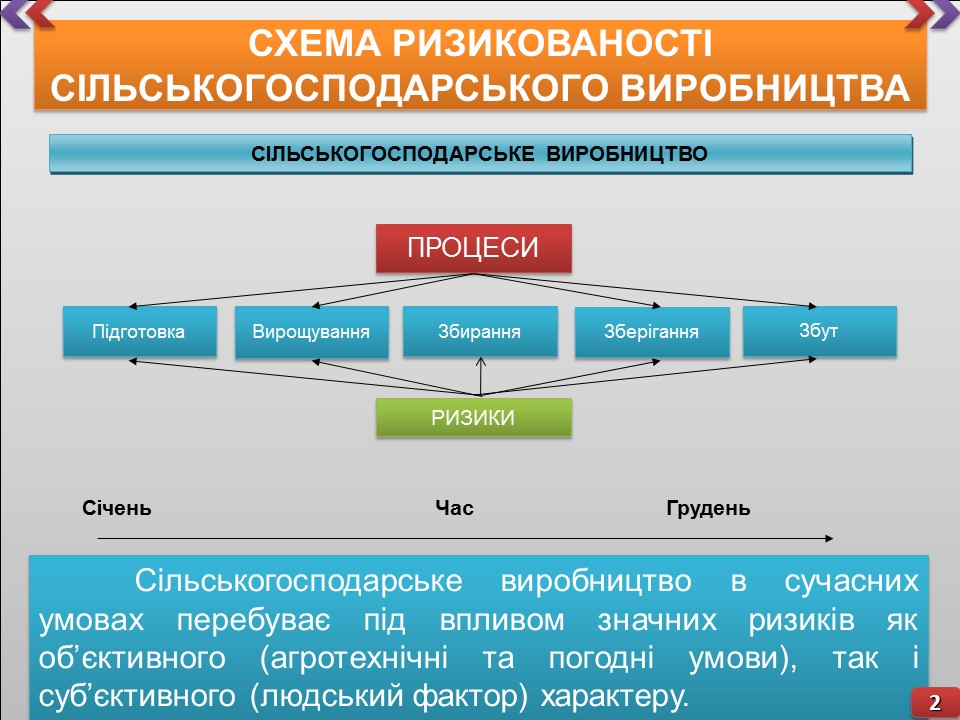 СХЕМА РИЗИКОВАНОСТІ
СІЛЬСЬКОГОСПОДАРСЬКОГО ВИРОБНИЦТВА
СІЛЬСЬКОГОСПОДАРСЬКЕ ВИРОБНИЦТВО
ПРОЦЕСИ
Підготовка
Вирощування
Збирання
Зберігання
Збут
РИЗИКИ
Січень
Час
Грудень
Сільськогосподарське виробництво в сучасних
умовах перебуває під впливом значних ризиків як
об’єктивного (агротехнічні та погодні умови), так і
суб’єктивного (людський фактор) характеру.
2